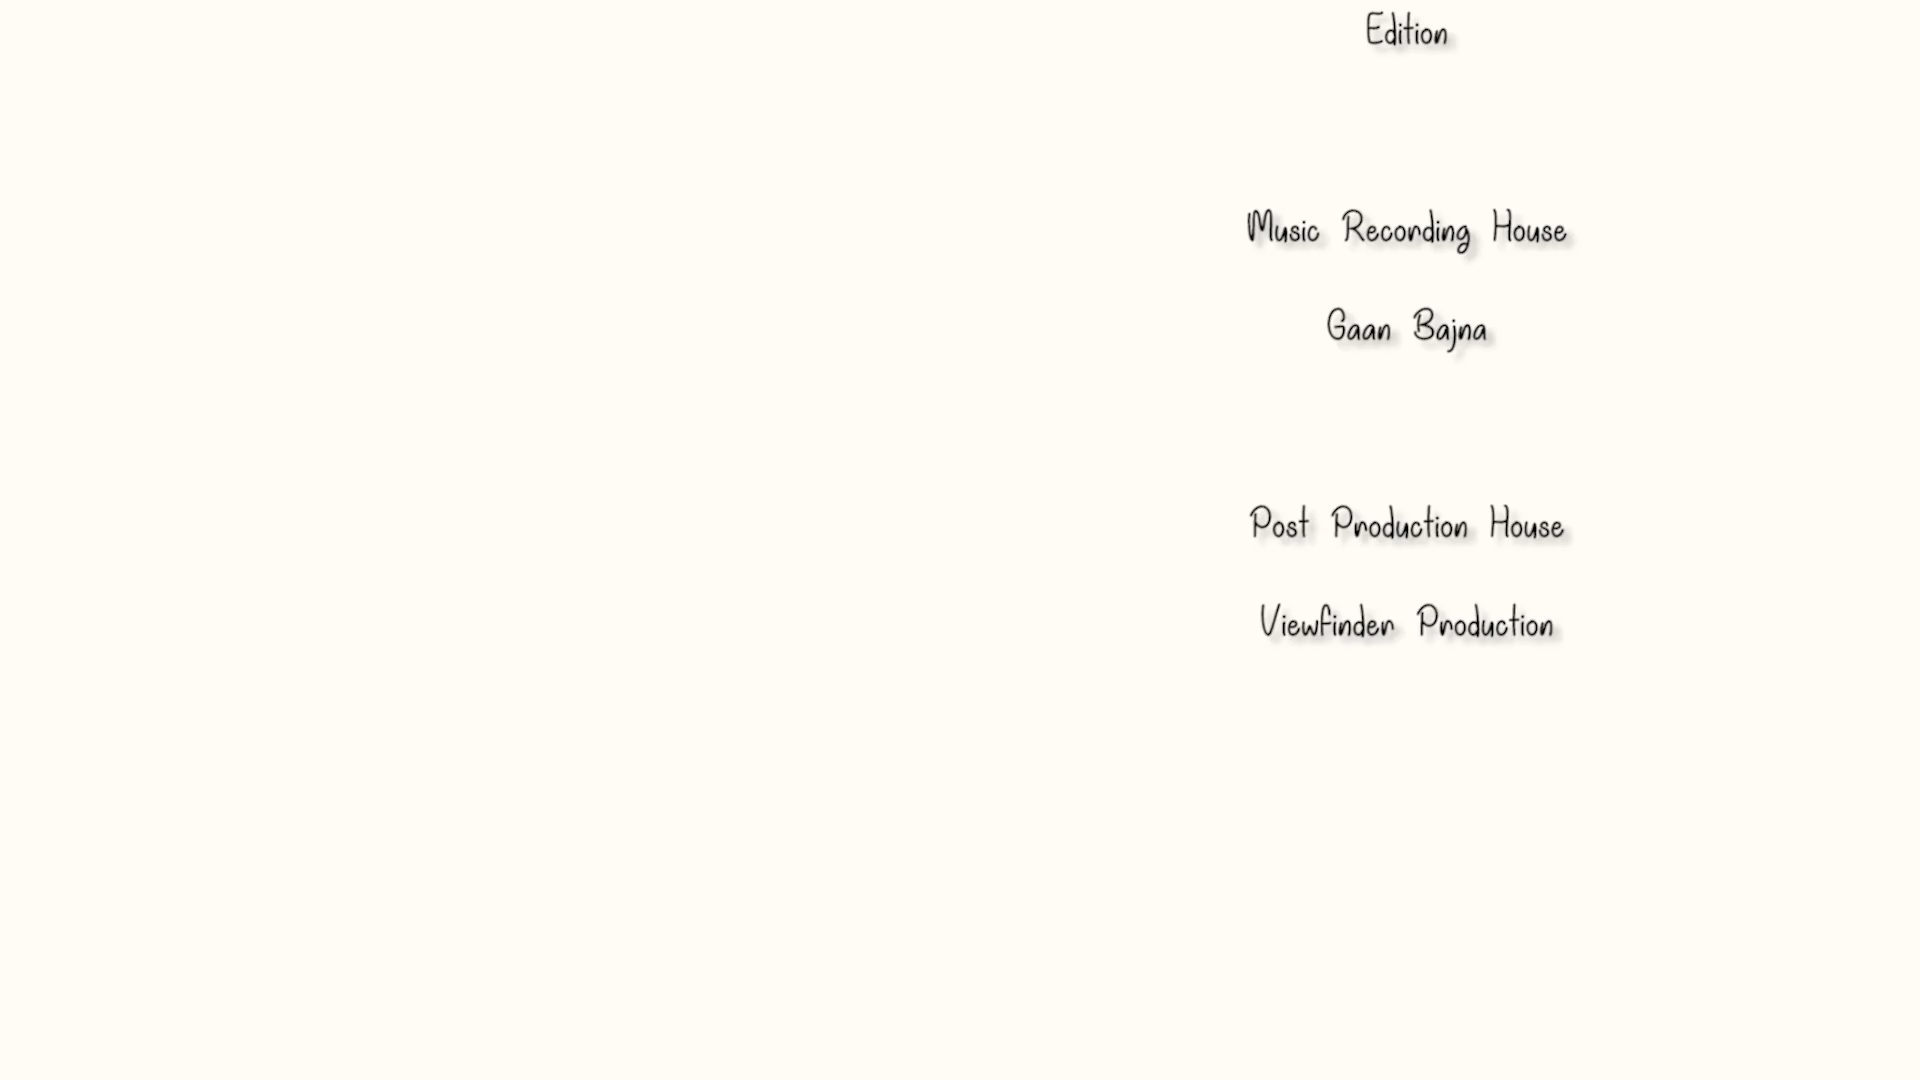 Edition
Music Recording House
Gaan Bajna
Post Production House
Viewfinder Production